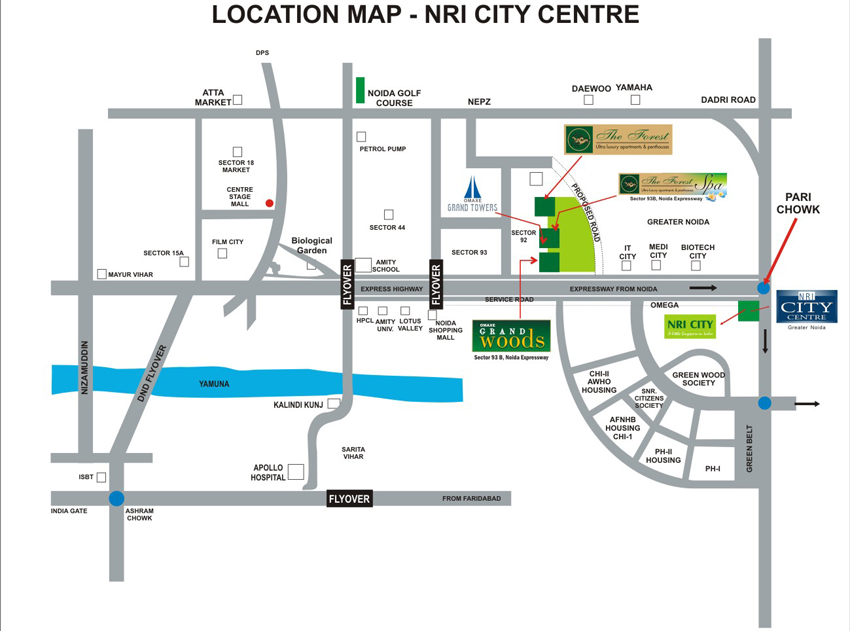 LOCATION MAP - NRI CITY CENTRE
DPS
ATTA
MARKET
NOIDA GOLF
COURSE
NEPZ
DAEWOO
YAMAHA
DADRI ROAD
PETROL PUMP
The Forest
Ultra luxury apartments & penthouses
SECTOR 18
MARKET
CENTRE
STAGE
MALL
OMAXE
GRAND TOWERS
The Forest
Spa
Sector 93B, Noida Expressway
PROPOSED ROAD
PARI
CHOWK
SECTOR 44
GREATER NOIDA
SECTOR
92
FILM CITY
Biological
Garden
SECTOR 15A
SECTOR 93
IT
CITY
MEDI
CITY
BIOTECH
CITY
MAYUR VIHAR
AMITY
SCHOOL
FLYOVER
FLYOVER
EXPRESS HIGHWAY
EXPRESSWAY FROM NOIDA
SERVICE ROAD
OMEGA
NRI
CITY
CENTRE
Greater Noida
HPCL
AMITY
UNIV.
LOTUS
VALLEY
NOIDA
SHOPPING
MALL
OMAXE
GRAND
woods
Sector 93 B, Noida Expressway
NRI CITY
NIZAMUDDIN
DND FLYOVER
YAMUNA
CHI-II
AWHO
HOUSING
GREEN WOOD
SOCIETY
SNR.
CITIZENS
SOCIETY
KALINDI KUNJ
AFNHB
HOUSING
CHI-1
GREEN BELT
SARITA
VIHAR
PH-II
HOUSING
PH-I
APOLLO
HOSPITAL
ISBT
FLYOVER
FROM FARIDABAD
INDIA GATE
ASHRAM
CHOWK